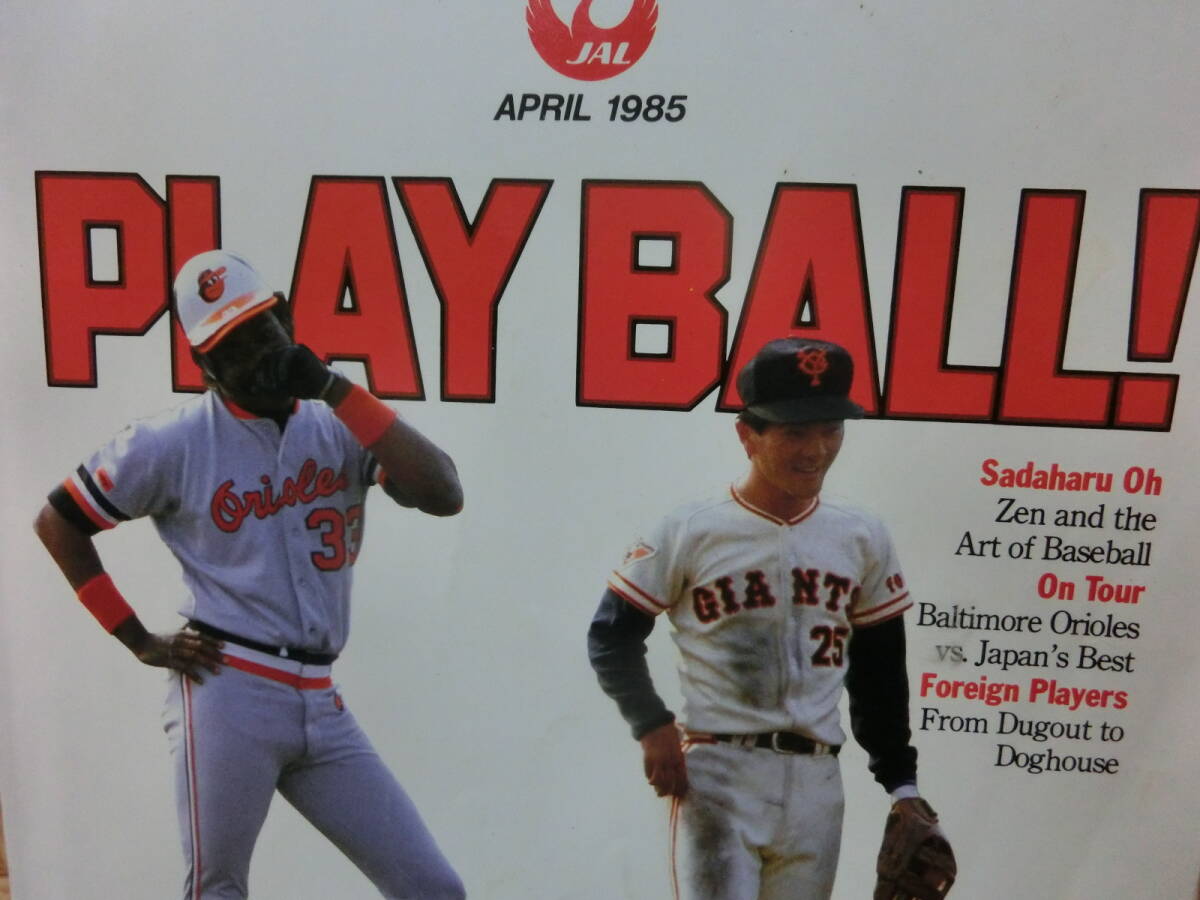 JAL
APRIL 1985
PLAY BALL!
Sadaharu Oh
Zen and the
Art of Baseball
On Tour
Baltimore Orioles
vs. Japan's Best
Foreign Players
From Dugout to
Doghouse
Orioles
33
GIANTS
25